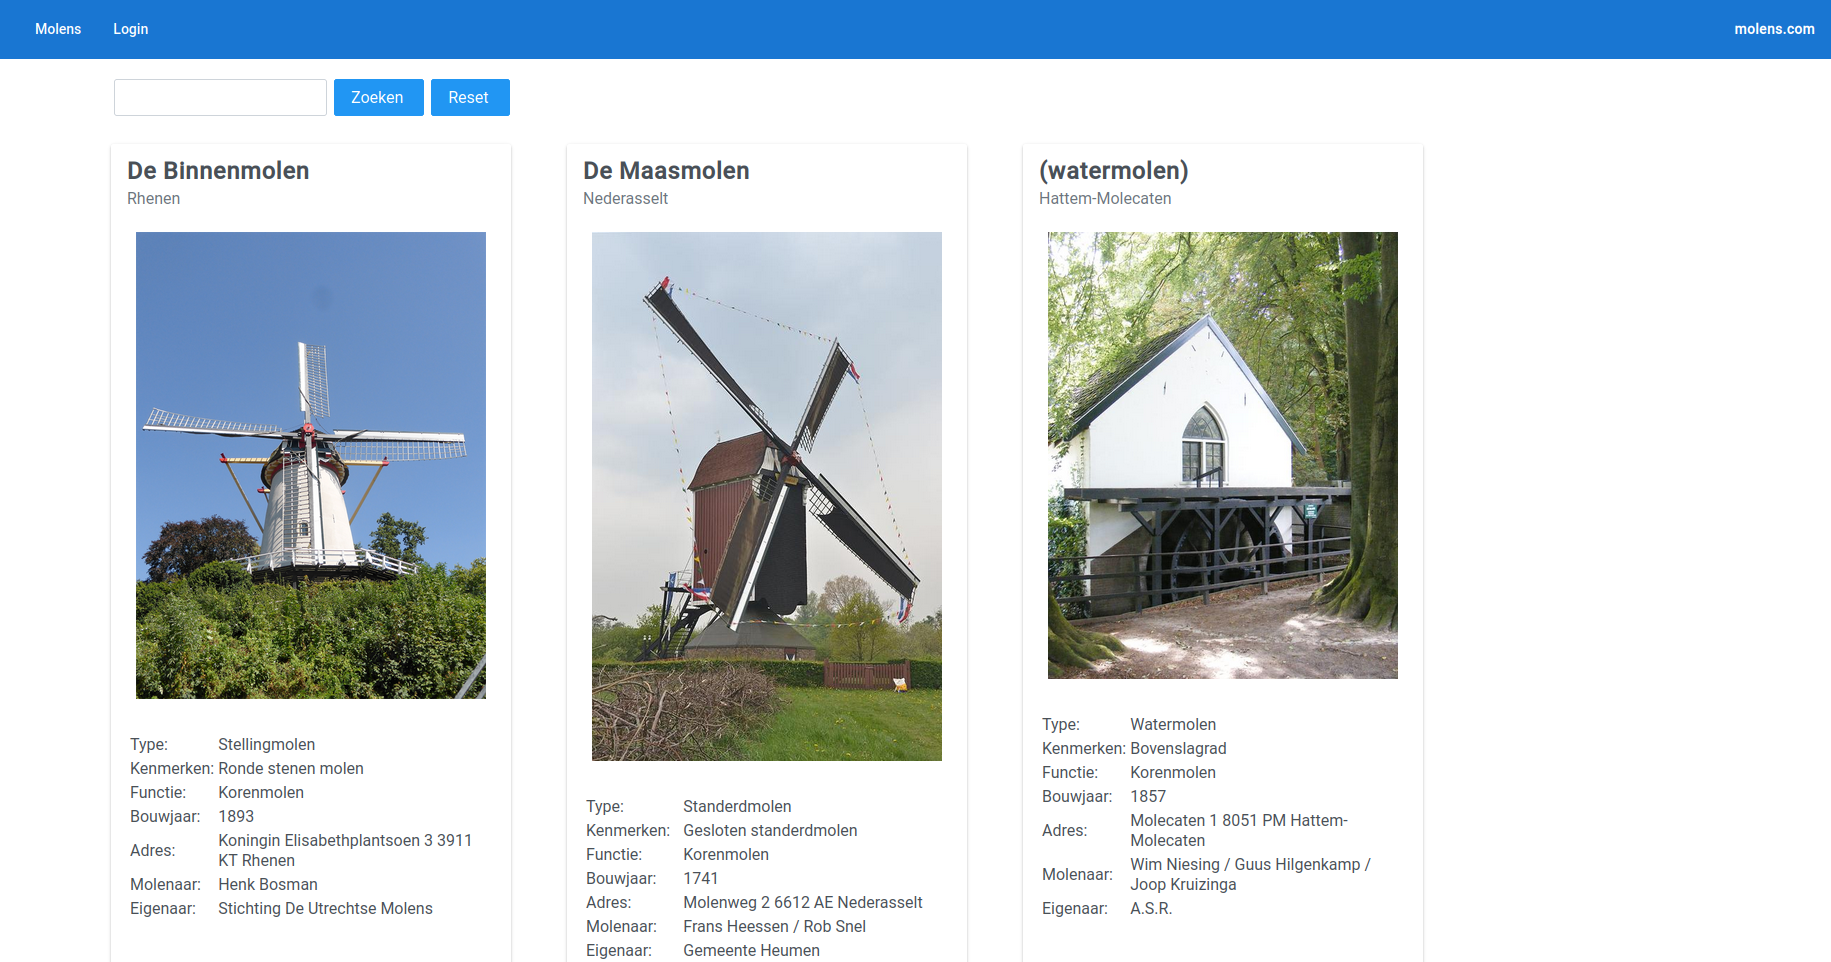 Molens Login molens.com
Zoeken Reset
De Binnenmolen
Rhenen
Type: Stellingmolen
Kenmerken: Ronde stenen molen
Functie: Korenmolen
Bouwjaar: 1893
Adres: Koningin Elisabethplantsoen 3 3911
KT Rhenen
Molenaar: Henk Bosman
Eigenaar: Stichting De Utrechtse Molens
De Maasmolen
Nederasselt
Type: Standerdmolen
Kenmerken: Gesloten standerdmolen
Functie: Korenmolen
Bouwjaar: 1741
Adres: Molenweg 2 6612 AE Nederasselt
Molenaar: Frans Heessen / Rob Snel
Eigenaar: Gemeente Heumen
(watermolen)
Hattem-Molecaten
Type: Watermolen
Kenmerken: Bovenslagrad
Functie: Korenmolen
Bouwjaar: 1857
Adres: Molecaten 1 8051 PM Hattem-
Molecaten
Molenaar: Wim Niesing / Guus Hilgenkamp /
Joop Kruizinga
Eigenaar: A.S.R.